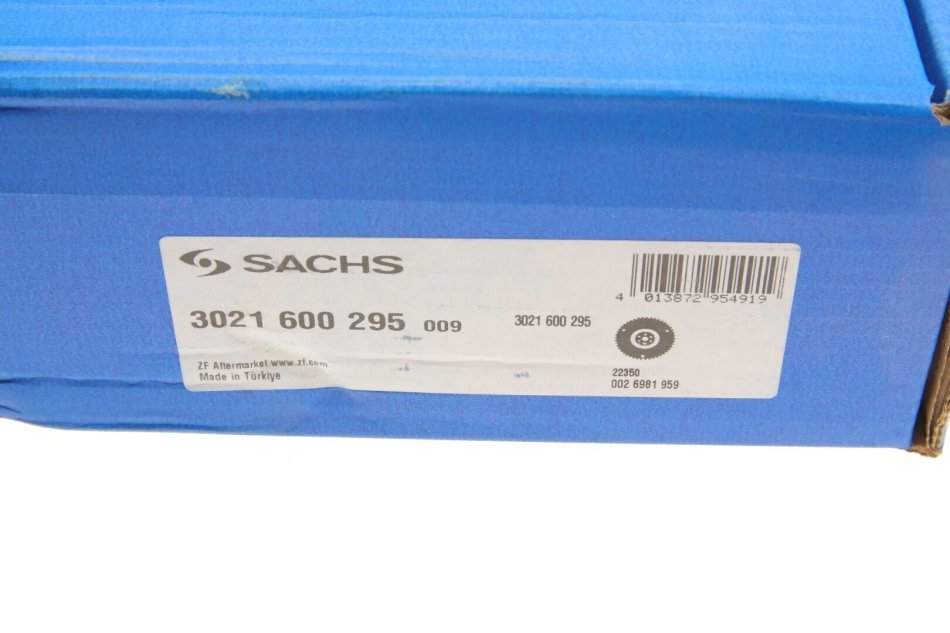 SACHS
4 013872 954919
3021 600 295 009
3021 600 295
ZF Aftermarket.www.zf.com
Made in Türkiye
22350
002 6981 959